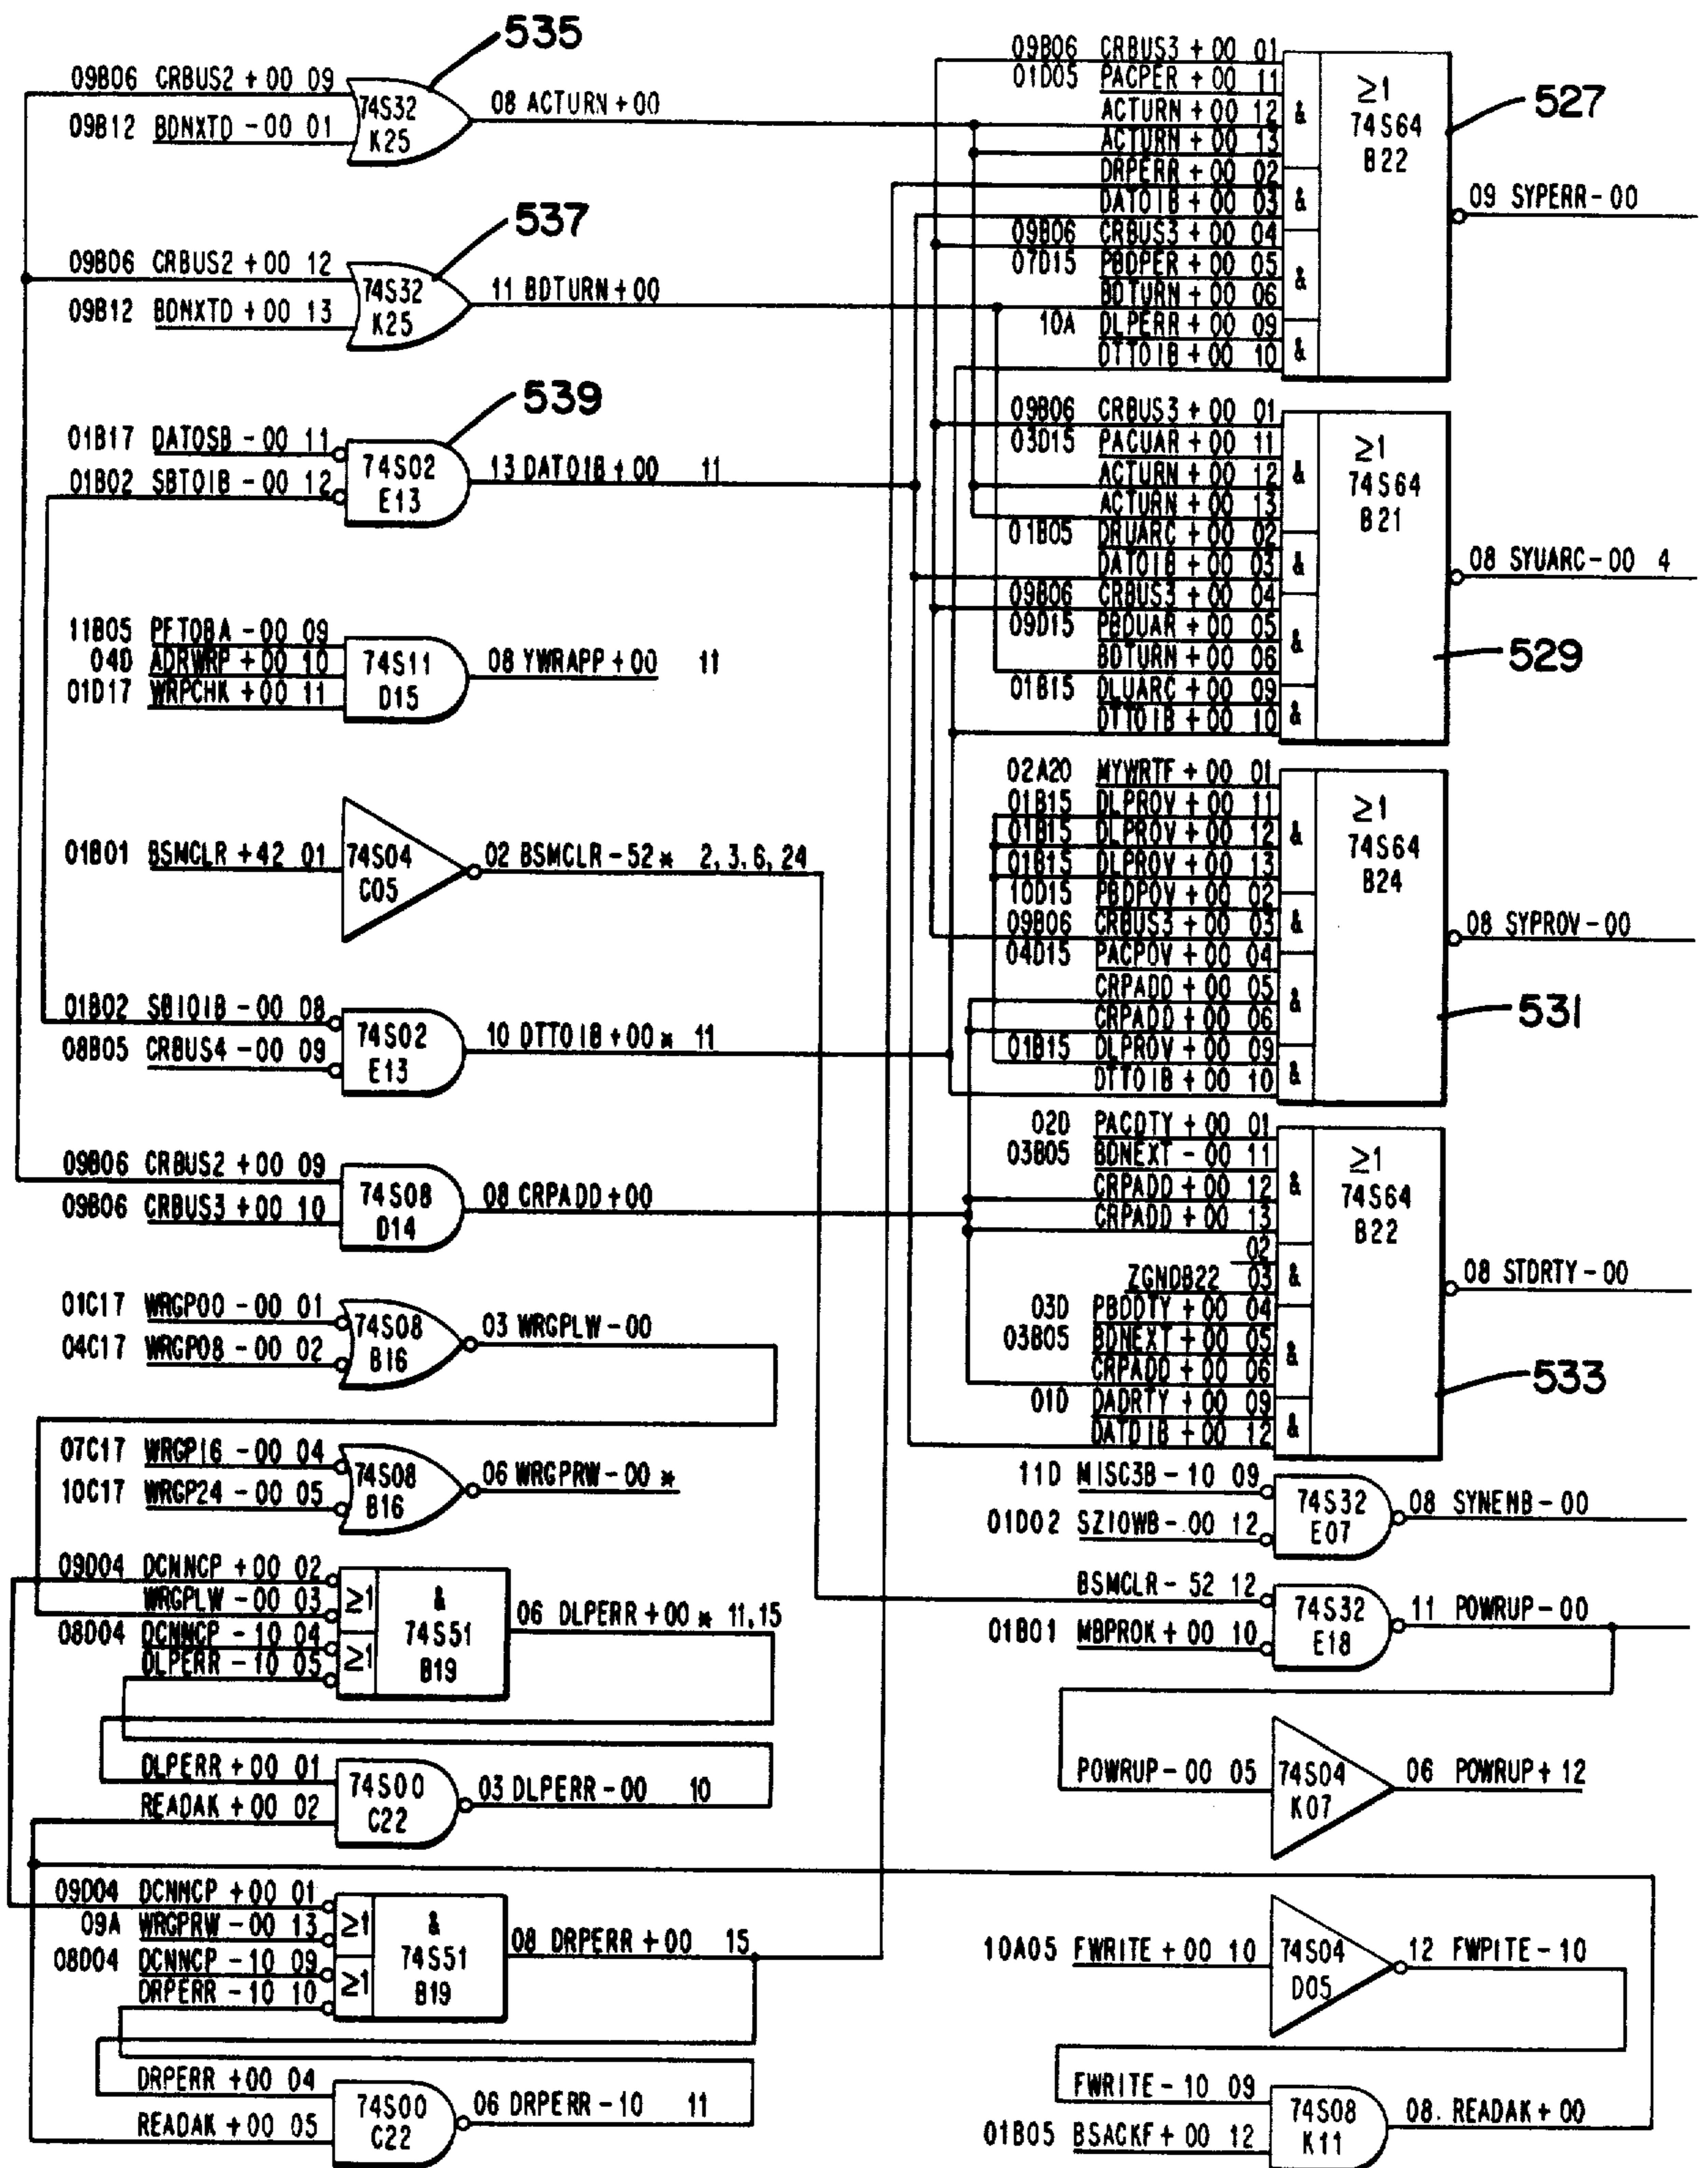 535
09B06 CRBUS2 +00 09
09B12 BDNXTD -00 01
74S32
K25
08 ACTURN +00
537
09B06 CRBUS2 +00 12
09B12 BDNXTD +00 13
74S32
K25
11 BDTURN+00
539
01B17 DATOSB -00 11
01B02 SBTOIB -00 12
74S02
E13
13 DATOIB +00 11
11B05 PFTOBA -00 09
04D ADRWRP +00 10
01D17 WRPCHK +00 11
74S11
D15
08 YWRAPP +00 11
01B01 BSMCLR +42 01
74S04
C05
02 BSMCLR-52* 2,3,6,24
01B02 SBIOIB -00 08
08B05 CRBUS4 -00 09
74S02
E13
10 DTTOIB +00* 11
09B06 CRBUS2 +00 09
09B06 CRBUS3 +00 10
74S08
D14
08 CRPADD +00
01C17 WRGP00 -00 01
04C17 WRGP08 -00 02
74S08
B16
03 WRGPLW -00
07C17 WRGP16 -00 04
10C17 WRGP24 -00 05
74S08
B16
06 WRGPRW -00 *
09D04 DCNNCP +00 02
WRGPLW -00 03
08D04 DCNNCP -10 04
DLPERR -10 05
≥1
≥1
&
74S51
B19
06 DLPERR +00 * 11,15
DLPERR +00 01
READAK +00 02
74S00
C22
03 DLPERR -00 10
09D04 DCNNCP +00 01
09A WRGPRW -00 13
08D04 DCNNCP -10 09
DRPERR -10 10
≥1
≥1
&
74S51
B19
08 DRPERR +00 15
DRPERR +00 04
READAK +00 05
74S00
C22
06 DRPERR -10 11
09B06 CRBUS3 +00 01
01D05 PACPER +00 11
ACTURN +00 12
ACTURN +00 13
DRPERR +00 02
DATOIB +00 03
09B06 CRBUS3 +00 04
07D15 PBDPER +00 05
BDTURN +00 06
10A DLPERR +00 09
DTTOIB +00 10
&
&
&
&
≥1
74S64
B22
527
09 SYPERR-00
09B06 CRBUS3 +00 01
03D15 PACUAR +00 11
ACTURN +00 12
ACTURN +00 13
01B05 DRUARC +00 02
DATOIB +00 03
09B06 CRBUS3 +00 04
09D15 PBDUAR +00 05
BDTURN +00 06
01B15 DLUARC +00 09
DTTOIB +00 10
&
&
&
&
≥1
74S64
B21
08 SYUARC-00 4
529
02A20 MYWRTF +00 01
01B15 DLPROV +00 11
01B15 DLPROV +00 12
01B15 DLPROV +00 13
10D15 PBDPOV +00 02
09B06 CRBUS3 +00 03
04D15 PACPOV +00 04
CRPADD +00 05
CRPADD +00 06
01B15 DLPROV +00 09
DTTOIB +00 10
&
&
&
&
≥1
74S64
B24
08 SYPROV-00
531
02D PACDTY +00 01
03B05 BDNEXT -00 11
CRPADD +00 12
CRPADD +00 13
02
ZGNDB22 03
03D PBDDTY +00 04
03B05 BDNEXT +00 05
CRPADD +00 06
01D DADRTY +00 09
DATDIB -00 12
&
&
&
&
≥1
74S64
B22
08 STDRTY-00
533
11D MISC3B -10 09
01D02 SZIOWB -00 12
74S32
E07
08 SYNENB -00
BSMCLR -52 12
01B01 MBPROK +00 10
74S32
E18
11 POWRUP-00
POWRUP-00 05
74S04
K07
06 POWRUP+12
10A05 FWRITE +00 10
74S04
D05
12 FWPITE-10
FWRITE-10 09
01B05 BSACKF +00 12
74S08
K11
08. READAK+00